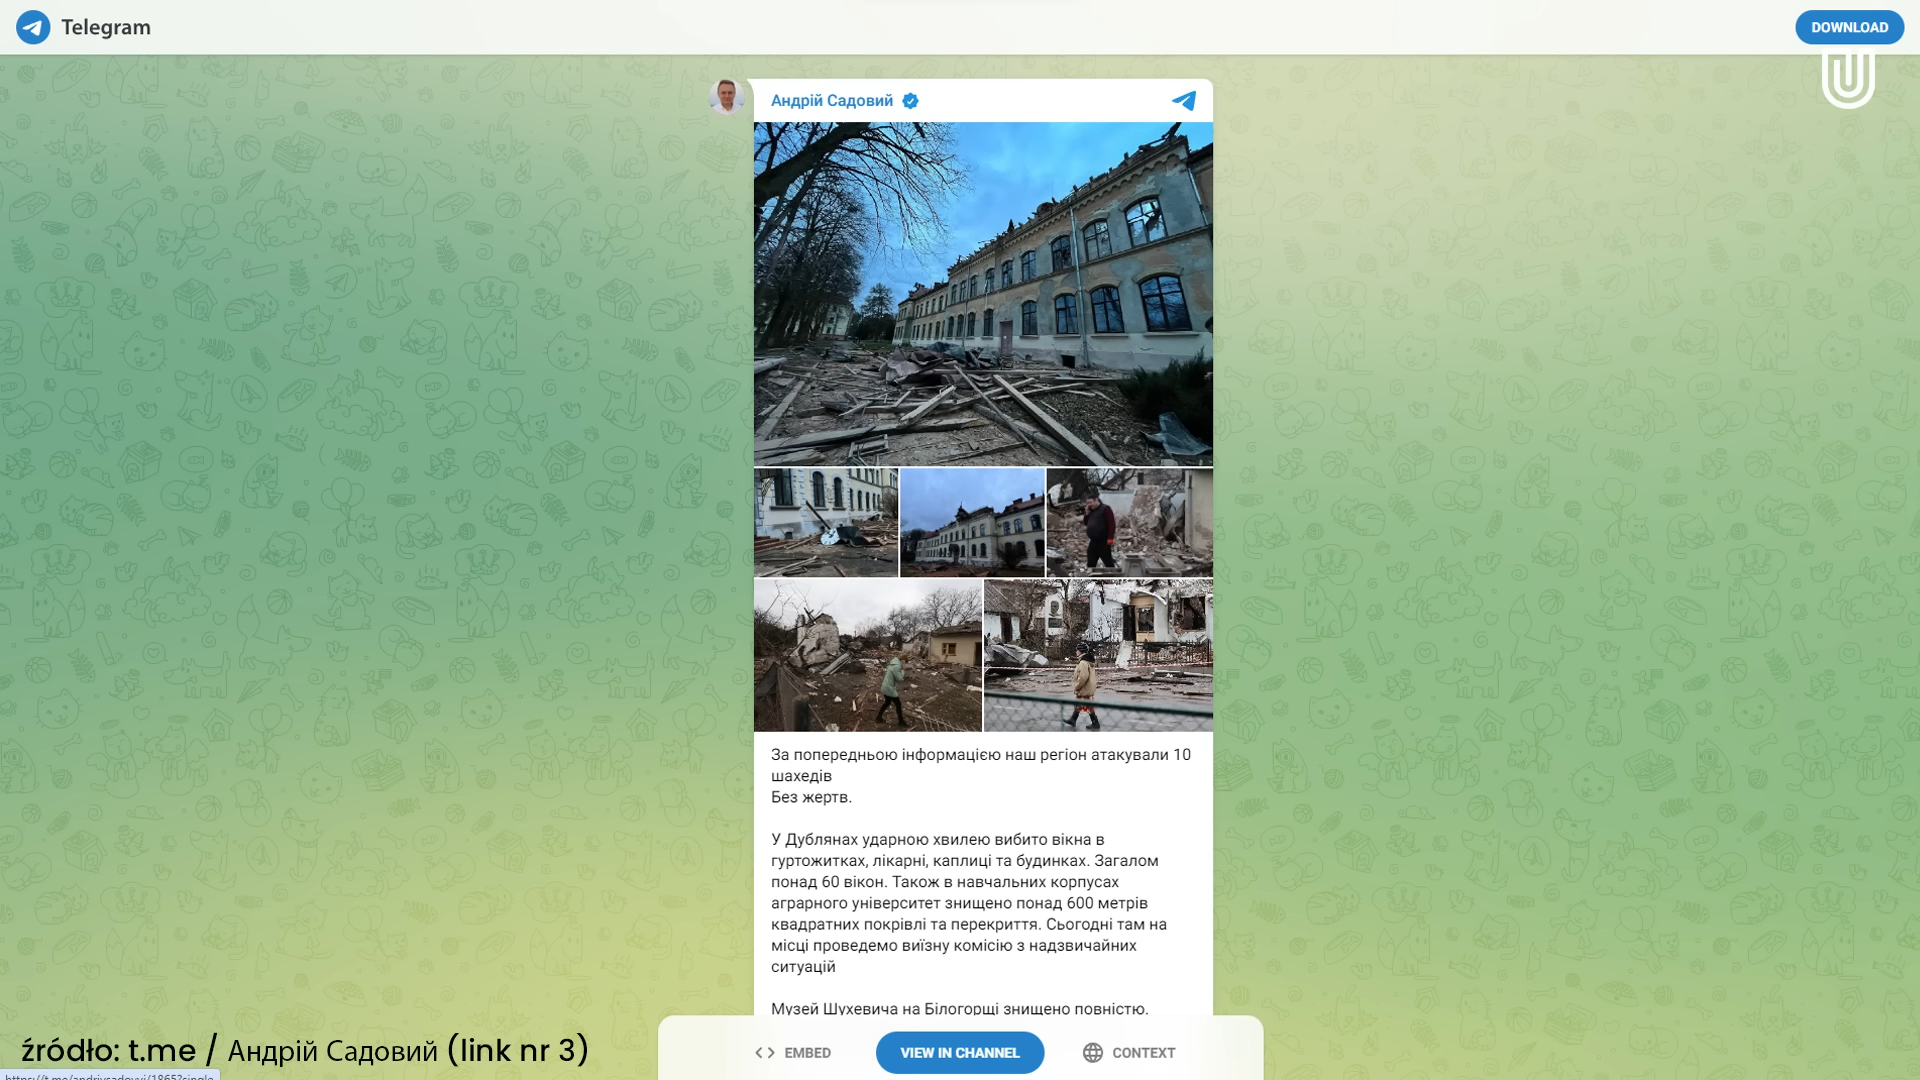 Telegram
DOWNLOAD
Андрій Садовий
За попередньою інформацією наш регіон атакували 10
шахедів
Без жертв.
У Дублянах ударною хвилею вибито вікна в
гуртожитках, лікарні, каплиці та будинках. Загалом
понад 60 вікон. Також в навчальних корпусах
аграрного університет знищено понад 600 метрів
квадратних покрівлі та перекриття. Сьогодні там на
місці проведемо виїзну комісію з надзвичайних
ситуацій
Музей Шухевича на Білогорщі знищено повністю.
EMBED
VIEW IN CHANNEL
CONTEXT
źródło: t.me / Андрій Садовий (link nr 3)